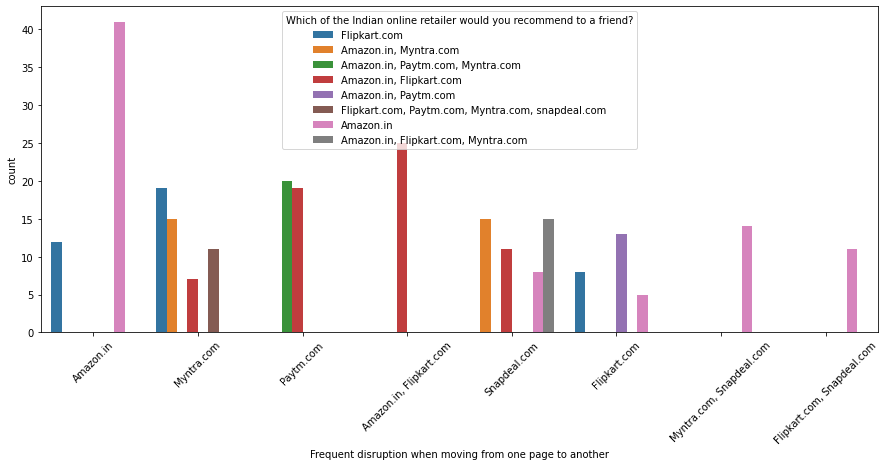 Which of the Indian online retailer would you recommend to a friend?
Flipkart.com
Amazon.in, Myntra.com
Amazon.in, Paytm.com, Myntra.com
Amazon.in, Flipkart.com
Amazon.in, Paytm.com
Flipkart.com, Paytm.com, Myntra.com, snapdeal.com
Amazon.in
Amazon.in, Flipkart.com, Myntra.com
count
40
35
30
25
20
15
10
5
0
Amazon.in
Myntra.com
Paytm.com
Amazon.in, Flipkart.com
Snapdeal.com
Flipkart.com
Myntra.com, Snapdeal.com
Flipkart.com, Snapdeal.com
Frequent disruption when moving from one page to another